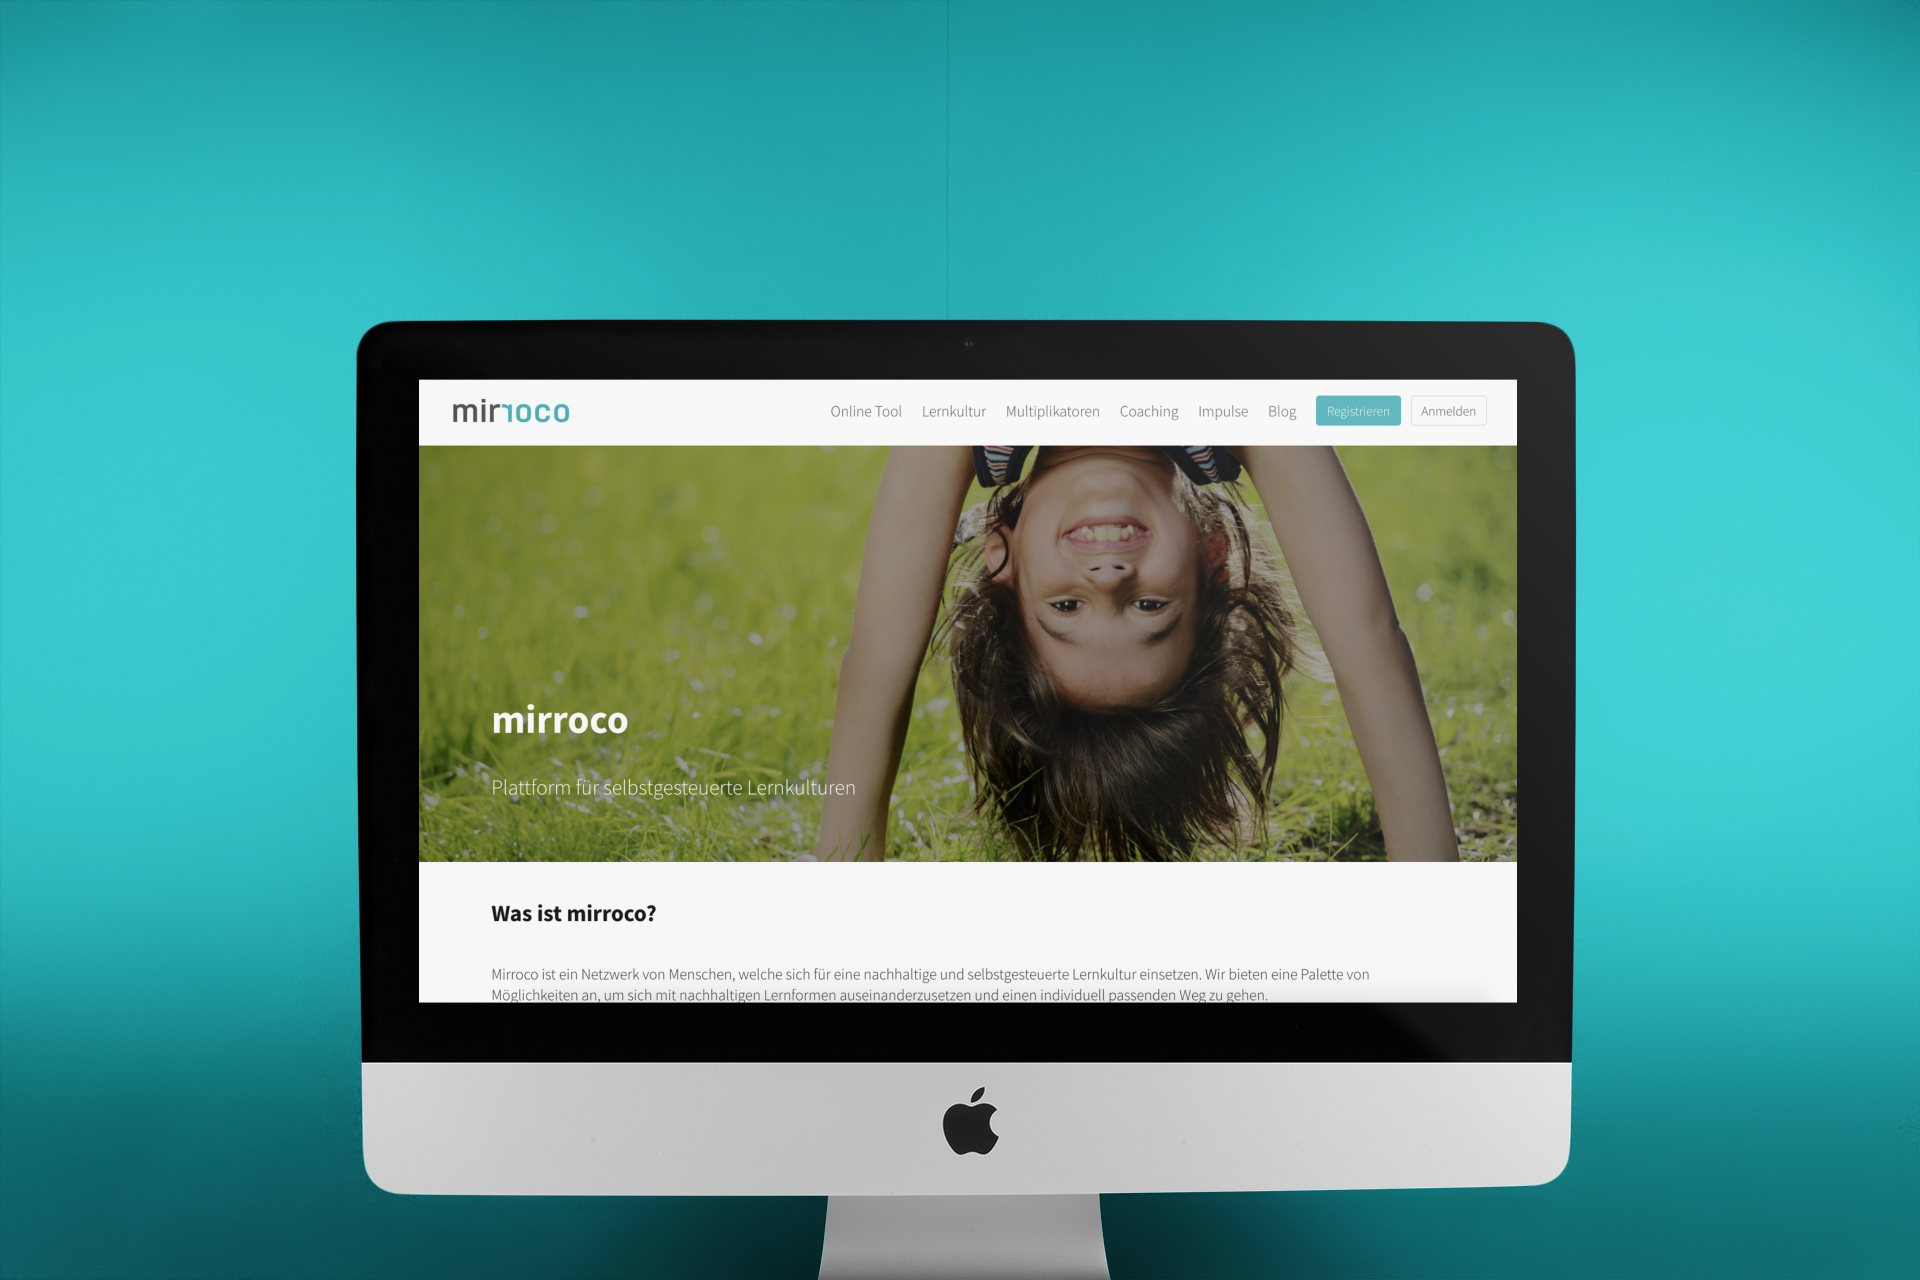 mirroco
Online Tool Lernkultur Multiplikatoren Coaching Impulse Blog Registrieren Anmelden
mirroco
Plattform für selbstgesteuerte Lernkulturen
Was ist mirroco?
Mirroco ist ein Netzwerk von Menschen, welche sich für eine nachhaltige und selbstgesteuerte Lernkultur einsetzen. Wir bieten eine Palette von
Möglichkeiten an, um sich mit nachhaltigen Lernformen auseinanderzusetzen und einen individuell passenden Weg zu gehen.